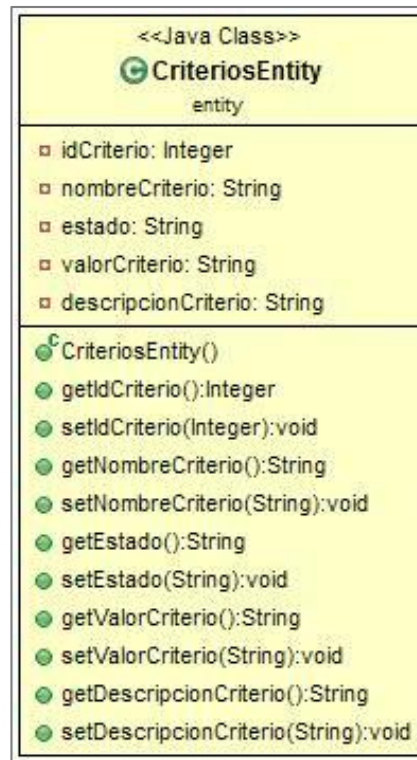 <<Java Class>>
CriteriosEntity
entity
idCriterio: Integer
nombreCriterio: String
estado: String
valorCriterio: String
descripcionCriterio: String
CriteriosEntity()
getIdCriterio():Integer
setIdCriterio(Integer):void
getNombreCriterio():String
setNombreCriterio(String):void
getEstado():String
setEstado(String):void
getValorCriterio():String
setValorCriterio(String):void
getDescripcionCriterio():String
setDescripcionCriterio(String):void